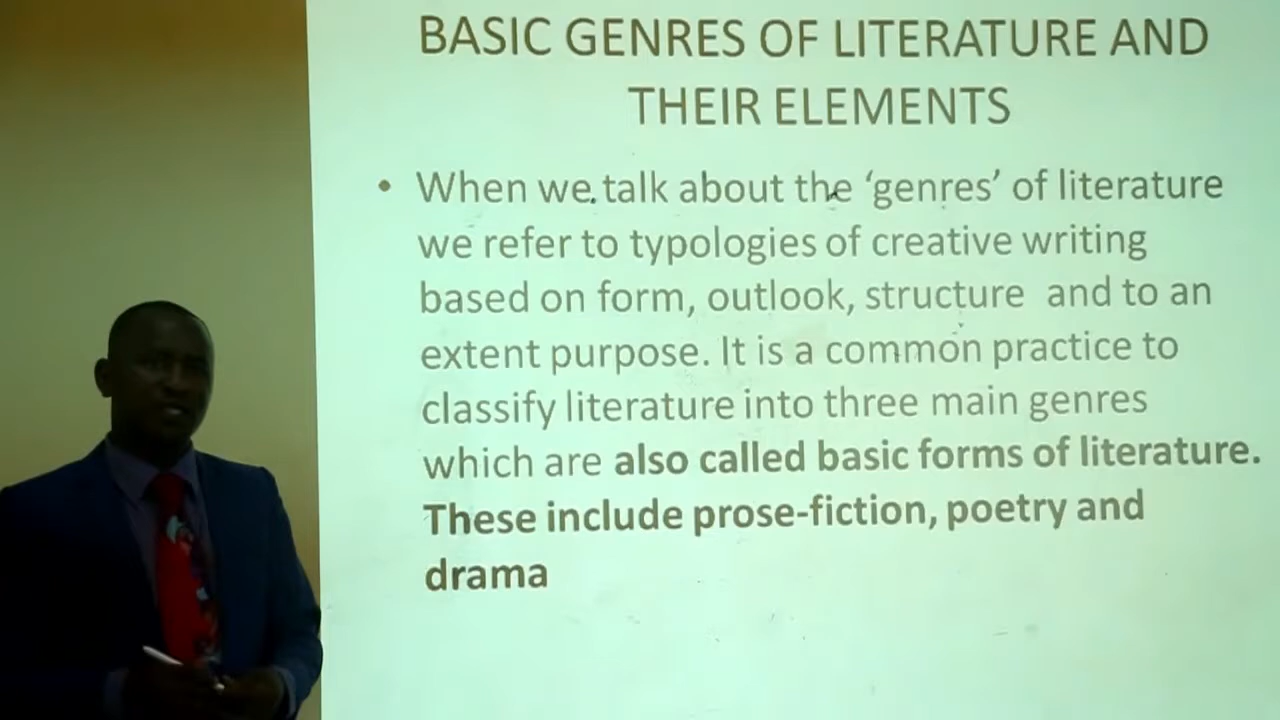 BASIC GENRES OF LITERATURE AND
THEIR ELEMENTS
• When we talk about the ‘genres’ of literature
we refer to typologies of creative writing
based on form, outlook, structure and to an
extent purpose. It is a common practice to
classify literature into three main genres
which are also called basic forms of literature.
These include prose-fiction, poetry and
drama